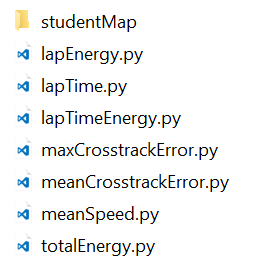 studentMap
lapEnergy.py
lapTime.py
lapTimeEnergy.py
maxCrosstrackError.py
meanCrosstrackError.py
meanSpeed.py
totalEnergy.py